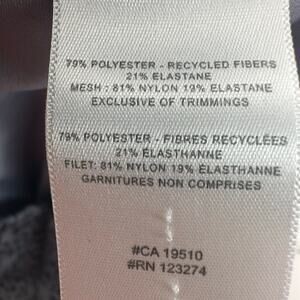 79% POLYESTER - RECYCLED FIBERS
21% ELASTANE
MESH : 81% NYLON 19% ELASTANE
EXCLUSIVE OF TRIMMINGS
79% POLYESTER - FIBRES RECYCLÉES
21% ÉLASTHANNE
FILET: 81% NYLON 19% ÉLASTHANNE
GARNITURES NON COMPRISES
#CA 19510
#RN 123274